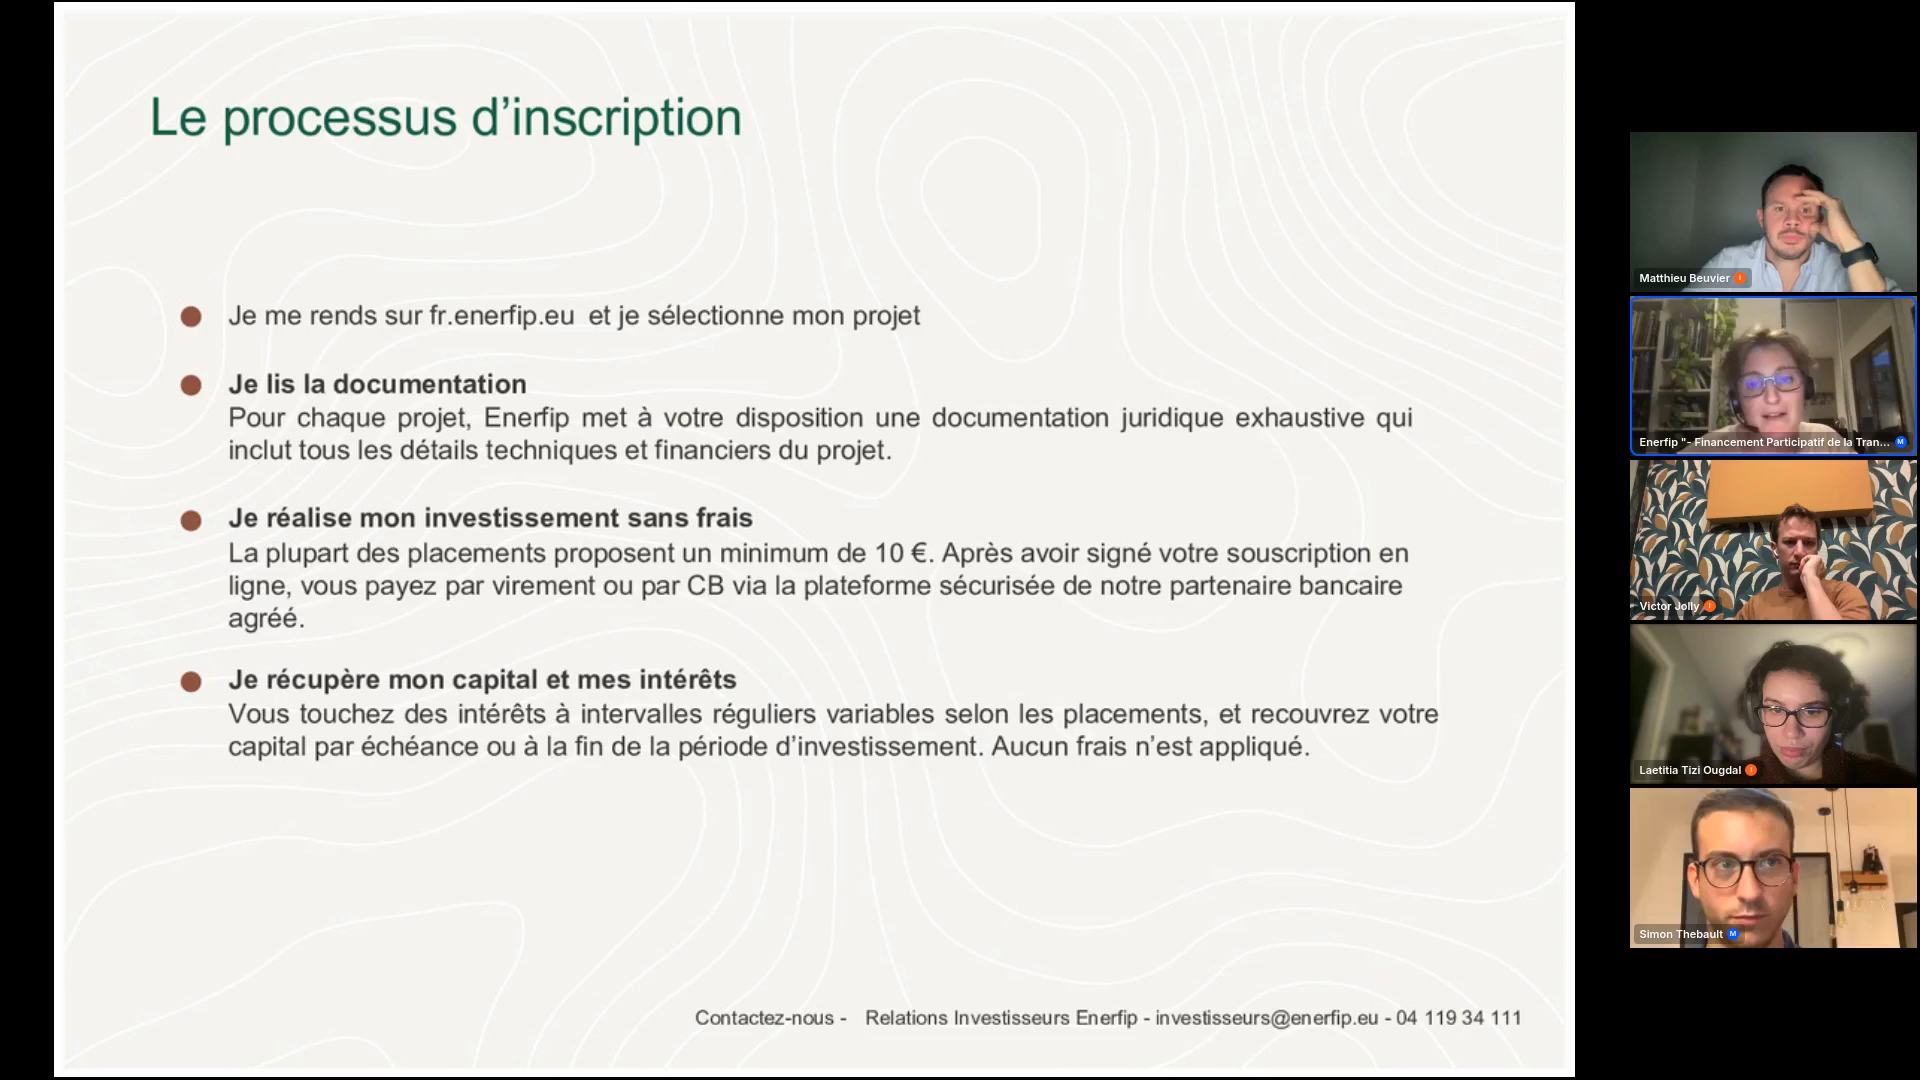 Le processus d’inscription
Je me rends sur fr.enerfip.eu et je sélectionne mon projet
Je lis la documentation
Pour chaque projet, Enerfip met à votre disposition une documentation juridique exhaustive qui
inclut tous les détails techniques et financiers du projet.
Je réalise mon investissement sans frais
La plupart des placements proposent un minimum de 10 €. Après avoir signé votre souscription en
ligne, vous payez par virement ou par CB via la plateforme sécurisée de notre partenaire bancaire
agréé.
Je récupère mon capital et mes intérêts
Vous touchez des intérêts à intervalles réguliers variables selon les placements, et recouvrez votre
capital par échéance ou à la fin de la période d’investissement. Aucun frais n’est appliqué.
Contactez-nous - Relations Investisseurs Enerfip - investisseurs@enerfip.eu - 04 119 34 111
Matthieu Beuvier I
Enerfip "- Financement Participatif de la Tran... M
Victor Jolly I
Laetitia Tizi Ougdal I
Simon Thebault M